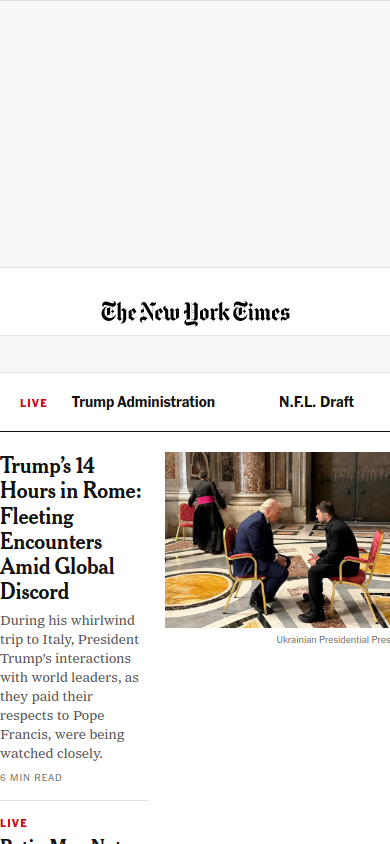 The New York Times
LIVE Trump Administration N.F.L. Draft
Trump’s 14
Hours in Rome:
Fleeting
Encounters
Amid Global
Discord
During his whirlwind
trip to Italy, President
Trump’s interactions
with world leaders, as
they paid their
respects to Pope
Francis, were being
watched closely.
6 MIN READ
Ukrainian Presidential Pres
LIVE